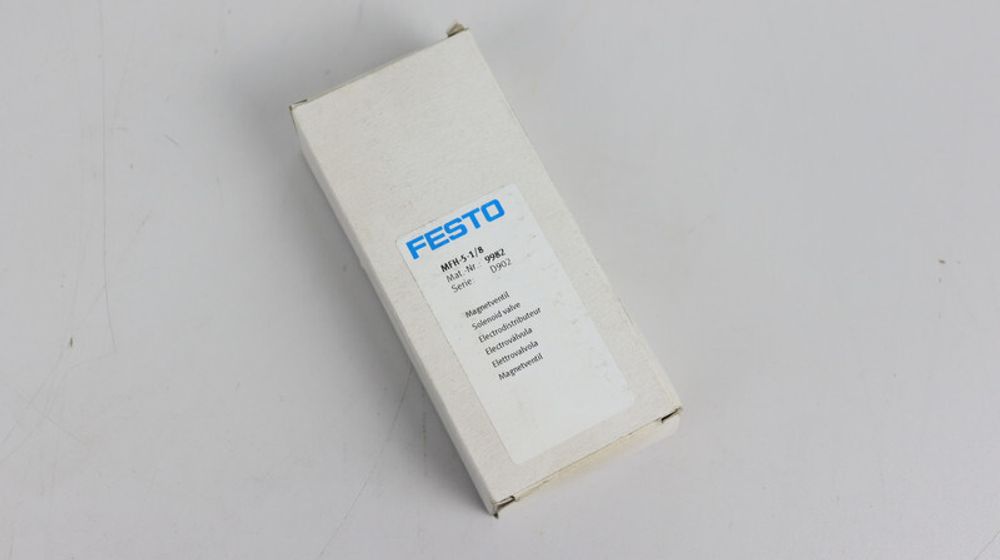 FESTO
MFH-5-1/8
Mat.-Nr.: 9982
Serie: D902
Magnetventil
Solenoid valve
Electrodistributeur
Electroválvula
Elettrovalvola
Magnetventil